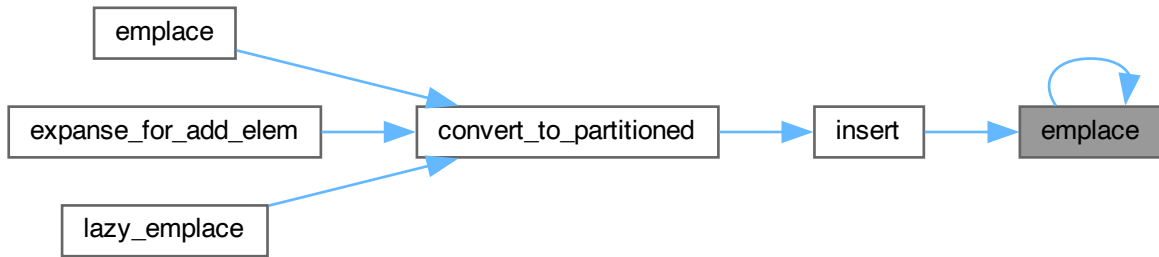 emplace
expanse_for_add_elem
lazy_emplace
convert_to_partitioned
insert
emplace